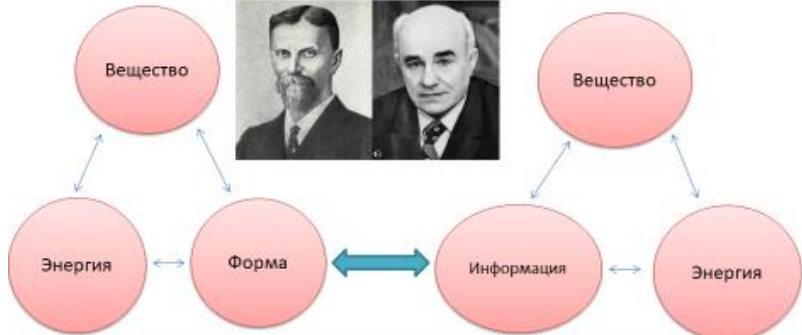 Вещество
Вещество
Энергия
Форма
Информация
Энергия